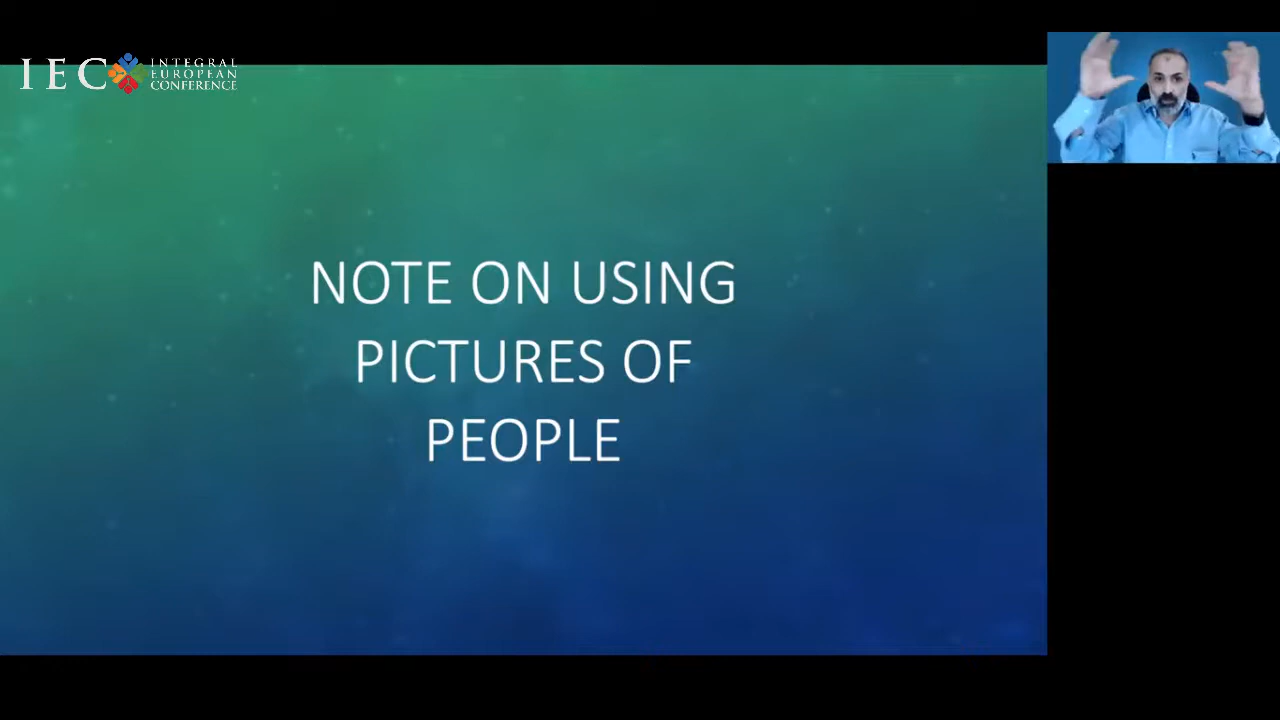 IEC
INTEGRAL
EUROPEAN
CONFERENCE
NOTE ON USING
PICTURES OF
PEOPLE